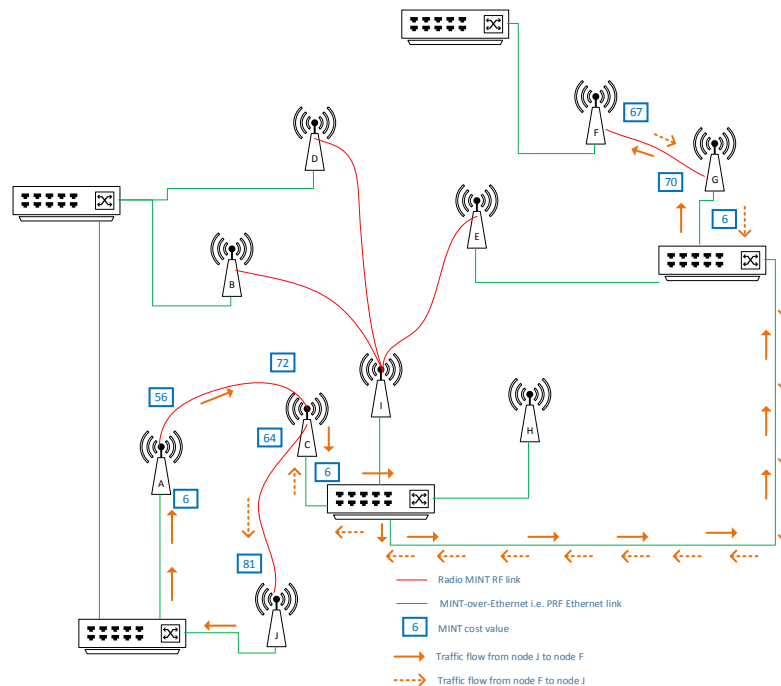 F
67
G
70
6
D
E
B
I
72
56
H
64
C
A
6
6
81
J
Radio MINT RF link
MINT-over-Ethernet i.e. PRF Ethernet link
6 MINT cost value
Traffic flow from node J to node F
Traffic flow from node F to node J